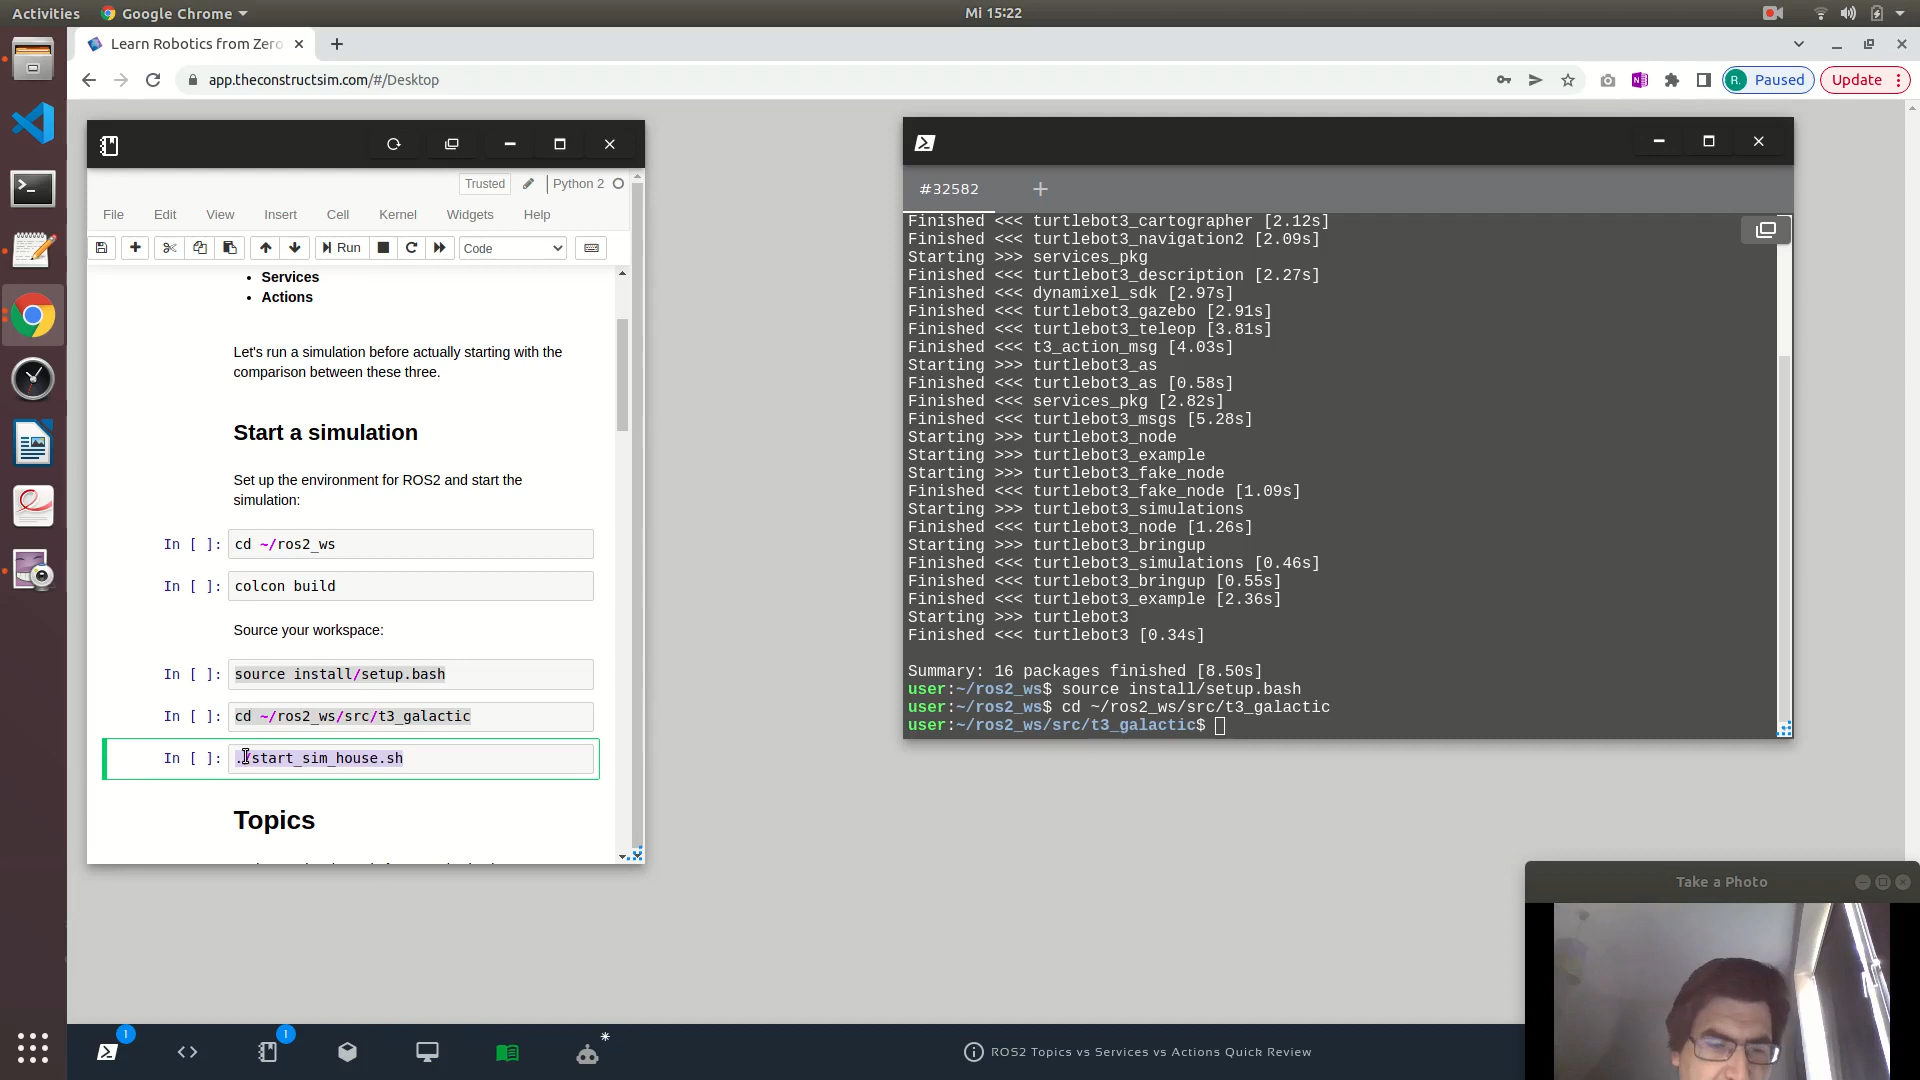 Activities
Google Chrome
Mi 15:22
Learn Robotics from Zero
app.theconstructsim.com/#/Desktop
R.
Paused
Update
Trusted
Python 2
File Edit View Insert Cell Kernel Widgets Help
Run
Code
• Services
• Actions
Let's run a simulation before actually starting with the
comparison between these three.
Start a simulation
Set up the environment for ROS2 and start the
simulation:
In [ ]: cd ~/ros2_ws
In [ ]: colcon build
Source your workspace:
In [ ]: source install/setup.bash
In [ ]: cd ~/ros2_ws/src/t3_galactic
In [ ]: ./start_sim_house.sh
Topics
#32582
Finished <<< turtlebot3_cartographer [2.12s]
Finished <<< turtlebot3_navigation2 [2.09s]
Starting >>> services_pkg
Finished <<< turtlebot3_description [2.27s]
Finished <<< dynamixel_sdk [2.97s]
Finished <<< turtlebot3_gazebo [2.91s]
Finished <<< turtlebot3_teleop [3.81s]
Finished <<< t3_action_msg [4.03s]
Starting >>> turtlebot3_as
Finished <<< turtlebot3_as [0.58s]
Finished <<< services_pkg [2.82s]
Finished <<< turtlebot3_msgs [5.28s]
Starting >>> turtlebot3_node
Starting >>> turtlebot3_example
Starting >>> turtlebot3_fake_node
Finished <<< turtlebot3_fake_node [1.09s]
Starting >>> turtlebot3_simulations
Finished <<< turtlebot3_node [1.26s]
Starting >>> turtlebot3_bringup
Finished <<< turtlebot3_simulations [0.46s]
Finished <<< turtlebot3_bringup [0.55s]
Finished <<< turtlebot3_example [2.36s]
Starting >>> turtlebot3
Finished <<< turtlebot3 [0.34s]
Summary: 16 packages finished [8.50s]
user:~/ros2_ws$ source install/setup.bash
user:~/ros2_ws$ cd ~/ros2_ws/src/t3_galactic
user:~/ros2_ws/src/t3_galactic$
Take a Photo
1
1
ROS2 Topics vs Services vs Actions Quick Review